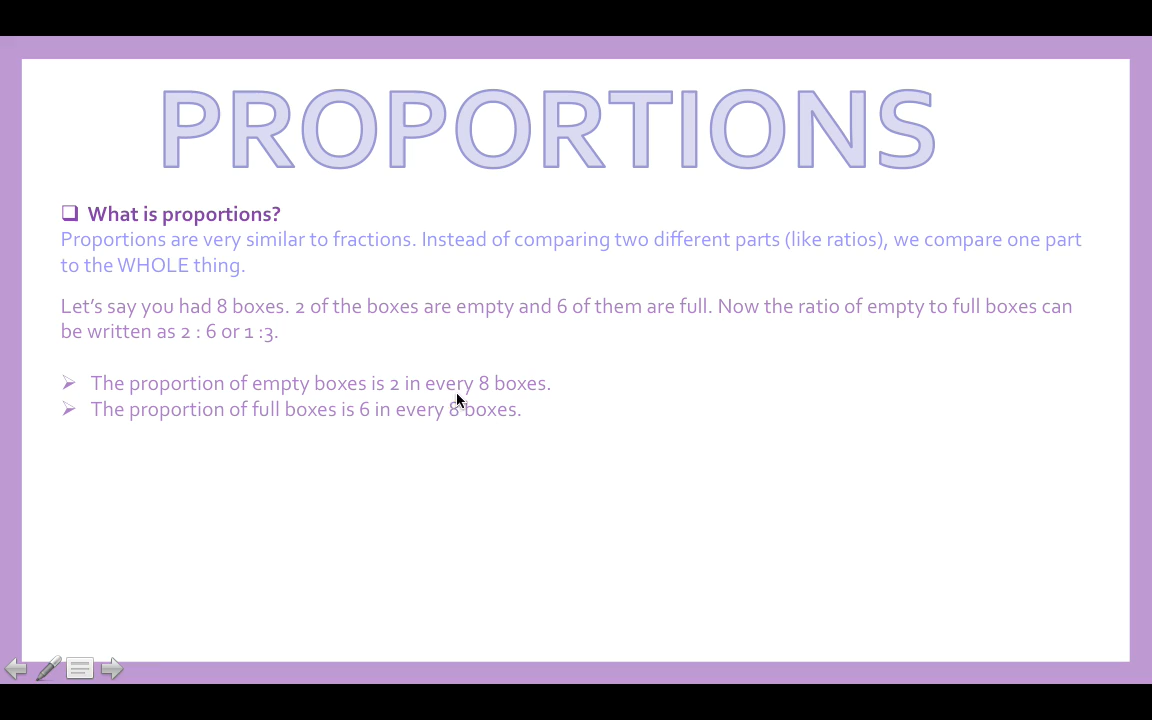 PROPORTIONS
❑ What is proportions?
Proportions are very similar to fractions. Instead of comparing two different parts (like ratios), we compare one part
to the WHOLE thing.
Let’s say you had 8 boxes. 2 of the boxes are empty and 6 of them are full. Now the ratio of empty to full boxes can
be written as 2 : 6 or 1 :3.
➢ The proportion of empty boxes is 2 in every 8 boxes.
➢ The proportion of full boxes is 6 in every 8 boxes.